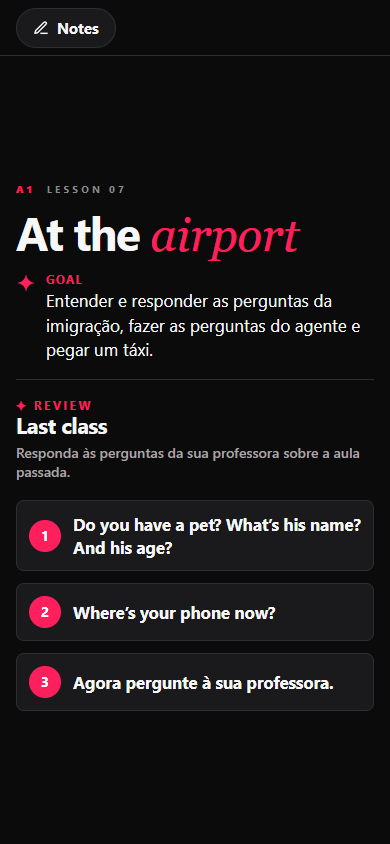 Notes
A1 LESSON 07
At the airport
GOAL
Entender e responder as perguntas da
imigração, fazer as perguntas do agente e
pegar um táxi.
REVIEW
Last class
Responda às perguntas da sua professora sobre a aula
passada.
1 Do you have a pet? What's his name?
And his age?
2 Where's your phone now?
3 Agora pergunte à sua professora.